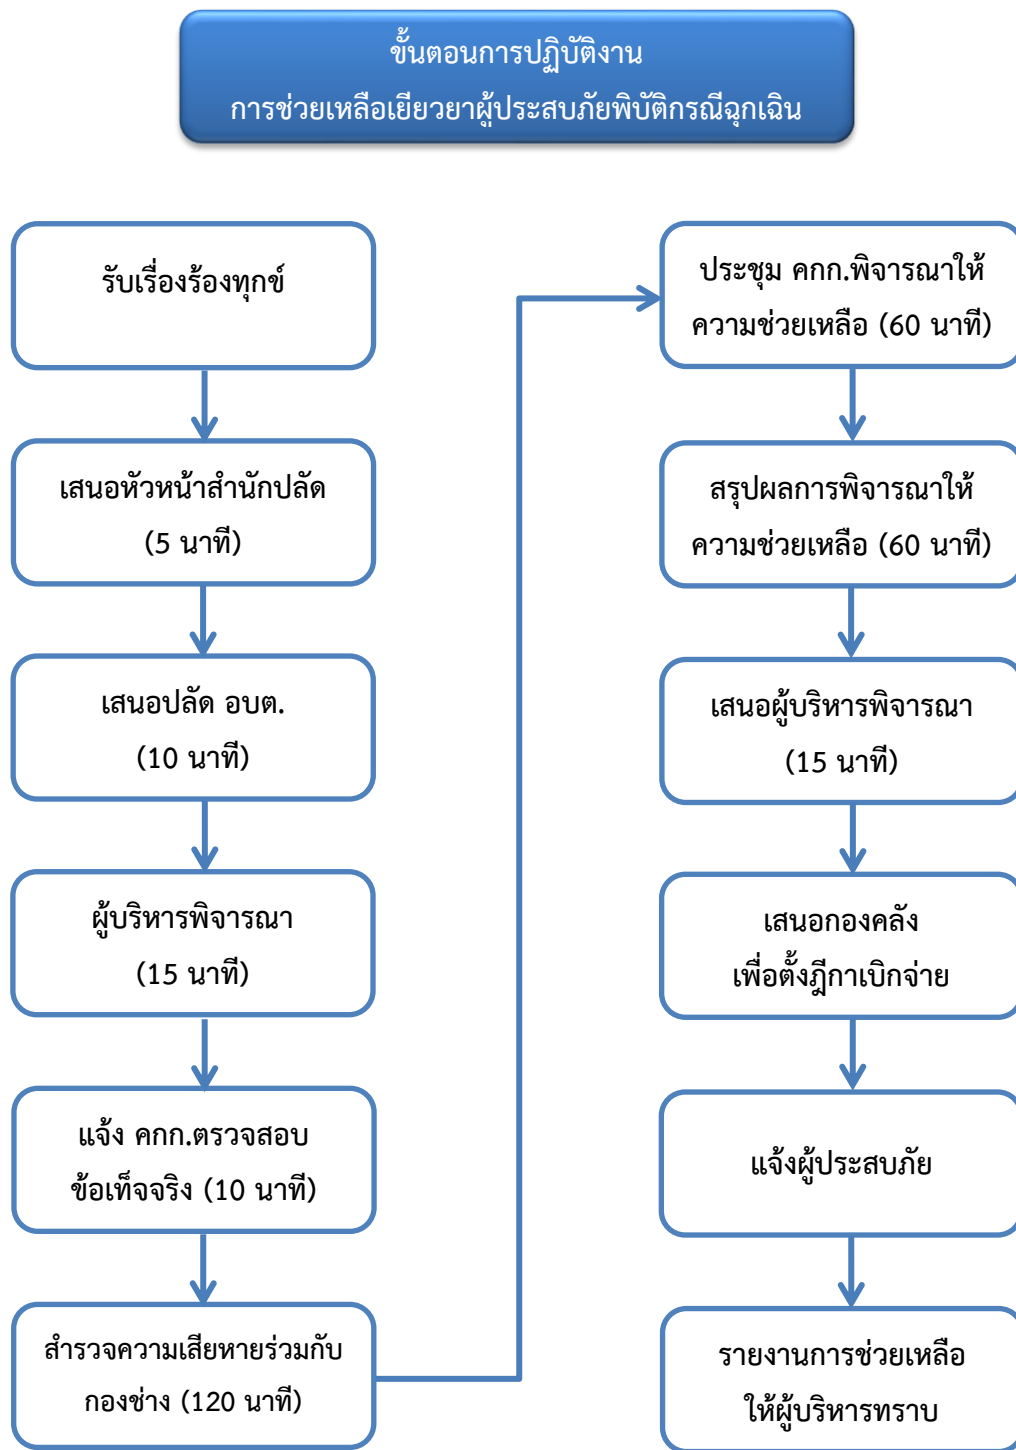 ขั้นตอนการปฏิบัติงาน
การช่วยเหลือเยียวยาผู้ประสบภัยพิบัติกรณีฉุกเฉิน
รับเรื่องร้องทุกข์
เสนอหัวหน้าสำนักปลัด
(5 นาที)
เสนอปลัด อบต.
(10 นาที)
ผู้บริหารพิจารณา
(15 นาที)
แจ้ง คกก.ตรวจสอบ
ข้อเท็จจริง (10 นาที)
สำรวจความเสียหายร่วมกับ
กองช่าง (120 นาที)
ประชุม คกก.พิจารณาให้
ความช่วยเหลือ (60 นาที)
สรุปผลการพิจารณาให้
ความช่วยเหลือ (60 นาที)
เสนอผู้บริหารพิจารณา
(15 นาที)
เสนอกองคลัง
เพื่อตั้งฎีกาเบิกจ่าย
แจ้งผู้ประสบภัย
รายงานการช่วยเหลือ
ให้ผู้บริหารทราบ